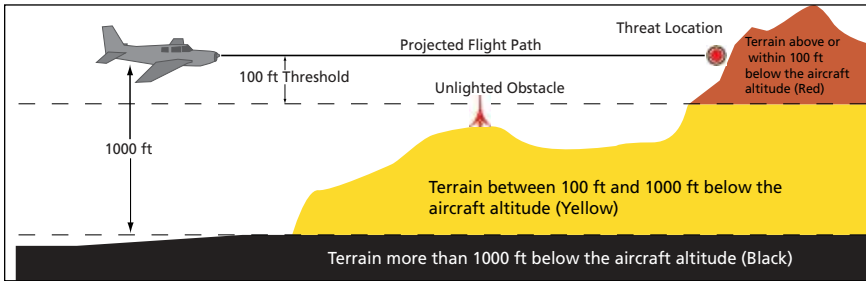 Threat Location
Projected Flight Path
100 ft Threshold
Unlighted Obstacle
Terrain above or
within 100 ft
below the aircraft
altitude (Red)
1000 ft
Terrain between 100 ft and 1000 ft below the
aircraft altitude (Yellow)
Terrain more than 1000 ft below the aircraft altitude (Black)